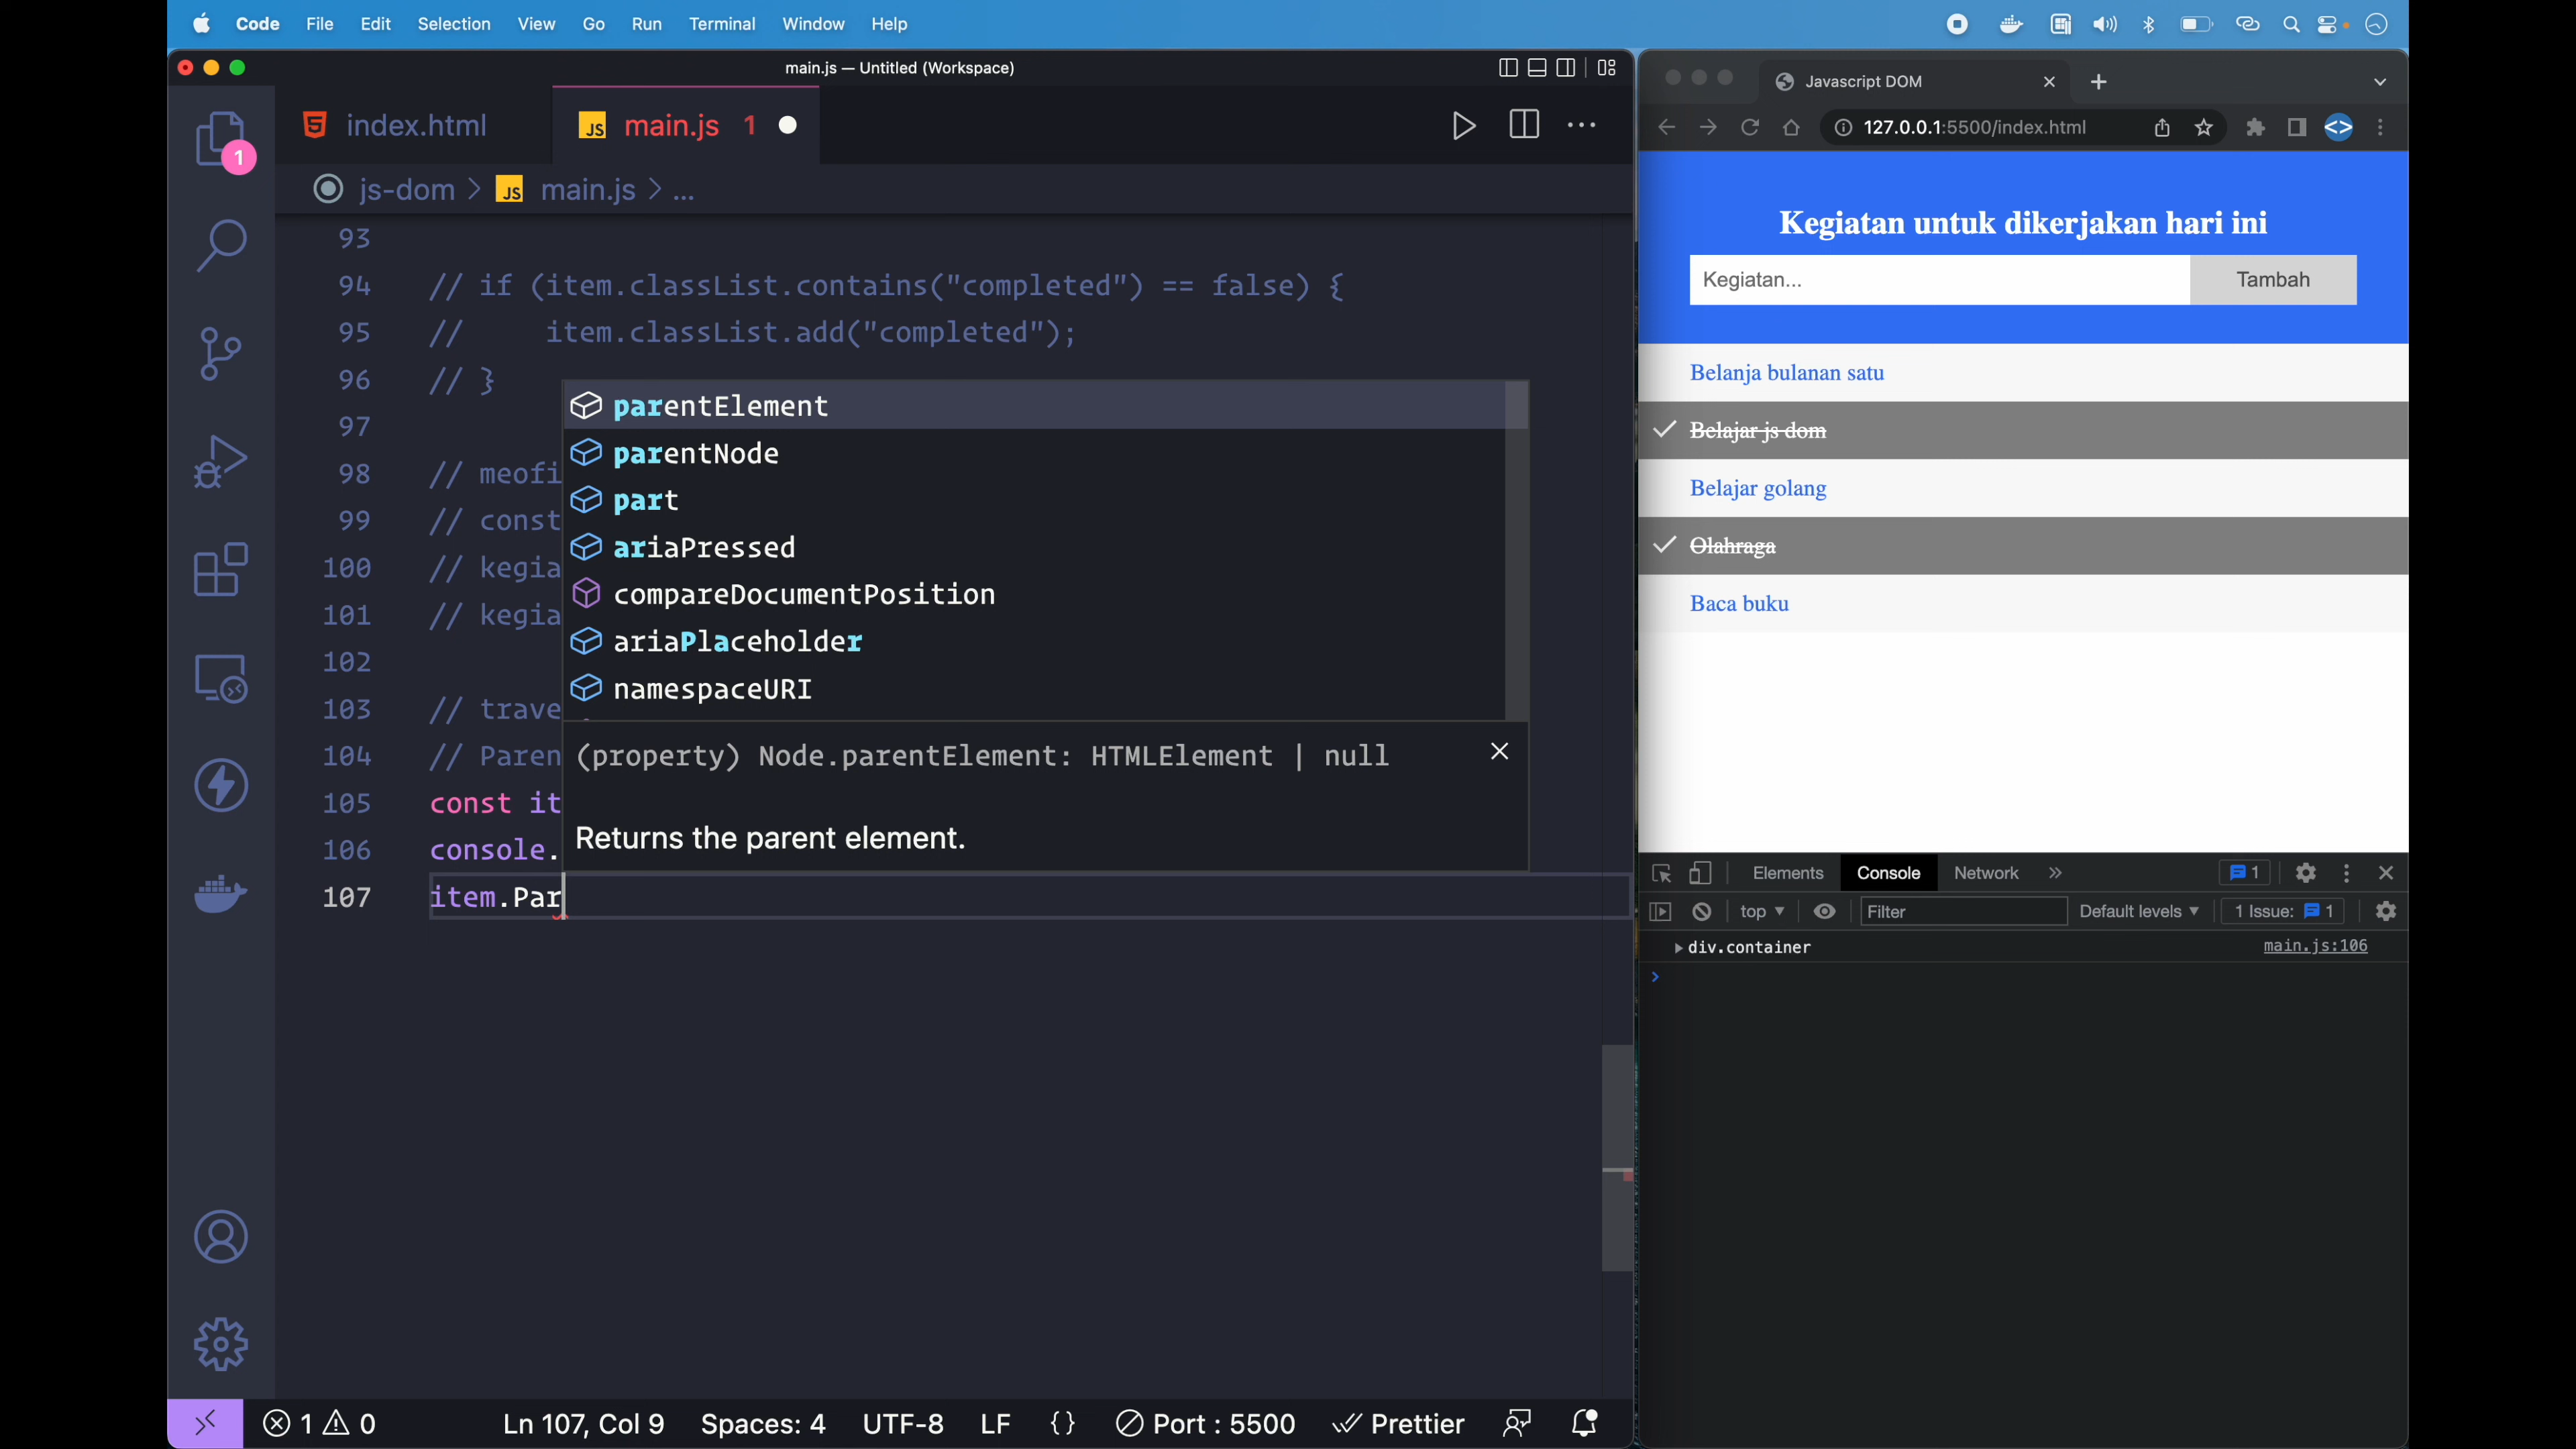 Code File Edit Selection View Go Run Terminal Window Help
main.js — Untitled (Workspace)
index.html
JS main.js 1
1
js-dom > JS main.js > ...
93
94 // if (item.classList.contains("completed") == false) {
95 // item.classList.add("completed");
96 // }
97
98 // meofi
99 // const
100 // kegia
101 // kegia
102
103 // trave
104 // Paren
105 const it
106 console.
107 item.Par
parentElement
parentNode
part
ariaPressed
compareDocumentPosition
ariaPlaceholder
namespaceURI
(property) Node.parentElement: HTMLElement | null
Returns the parent element.
1 0 Ln 107, Col 9 Spaces: 4 UTF-8 LF {} Port : 5500 Prettier
Javascript DOM
127.0.0.1:5500/index.html
Kegiatan untuk dikerjakan hari ini
Kegiatan... Tambah
Belanja bulanan satu
Belajar js dom
Belajar golang
Olahraga
Baca buku
Elements Console Network » 1
top Filter Default levels 1 Issue: 1
div.container main.js:106